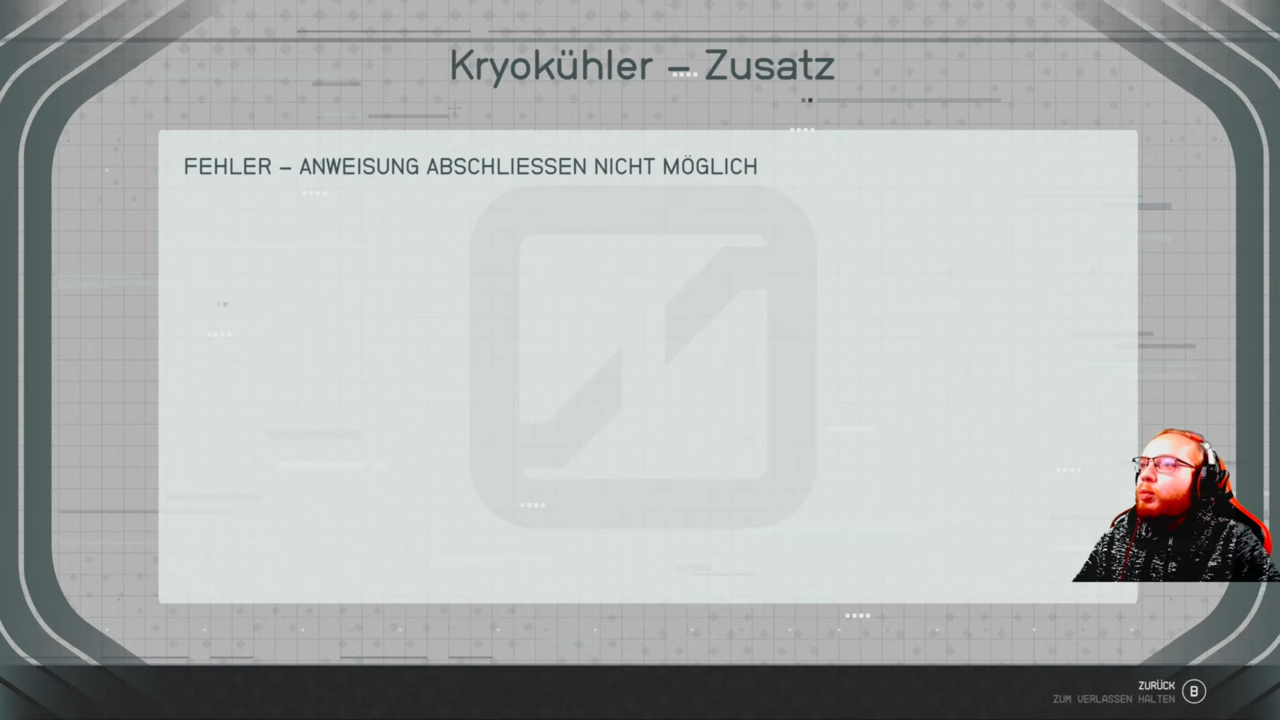 Kryokühler – Zusatz
FEHLER – ANWEISUNG ABSCHLIESSEN NICHT MÖGLICH
ZURÜCK
ZUM VERLASSEN HALTEN
B